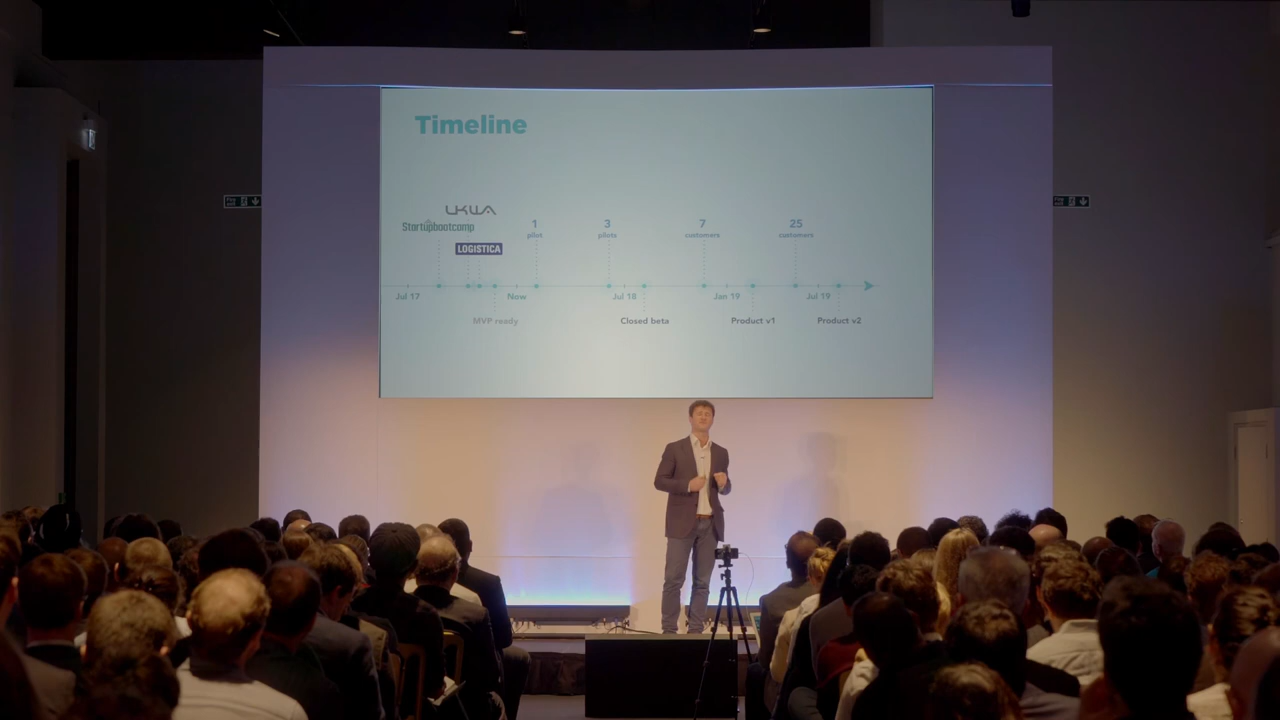 Timeline
UKWA
Startupbootcamp
LOGISTICA
1
pilot
3
pilots
7
customers
25
customers
Jul 17
Now
Jul 18
Jan 19
Jul 19
MVP ready
Closed beta
Product v1
Product v2